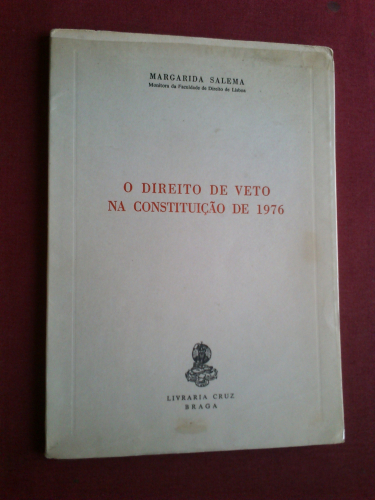 MARGARIDA SALEMA
Monitora da Faculdade de Direito de Lisboa
O DIREITO DE VETO
NA CONSTITUIÇÃO DE 1976
LIVRARIA CRUZ
BRAGA